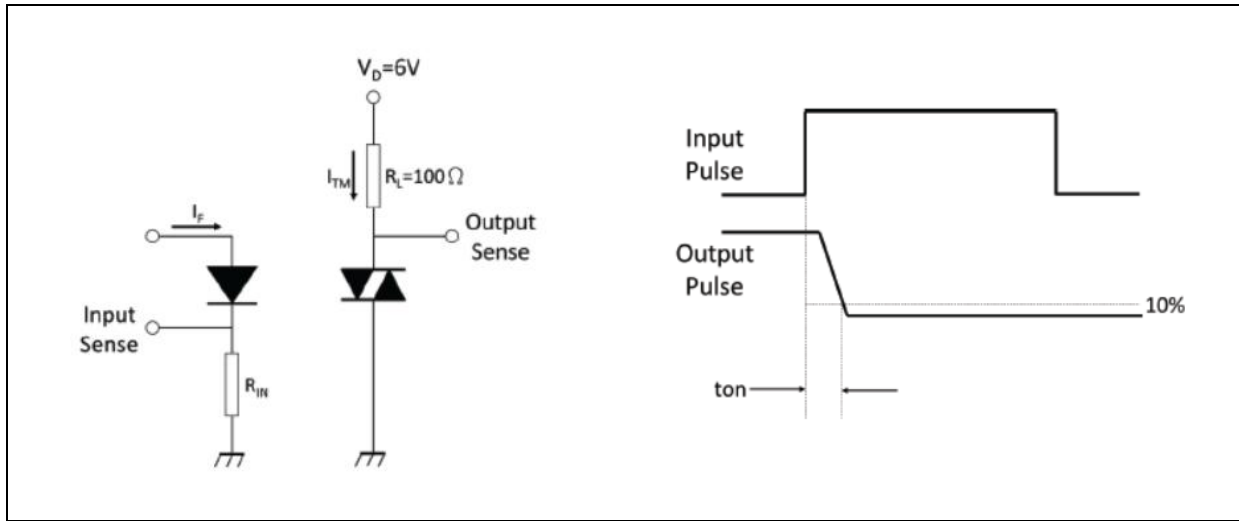 V_D=6V
I_TM
R_L=100Ω
I_F
Output
Sense
Input
Sense
R_IN
Input
Pulse
Output
Pulse
10%
ton